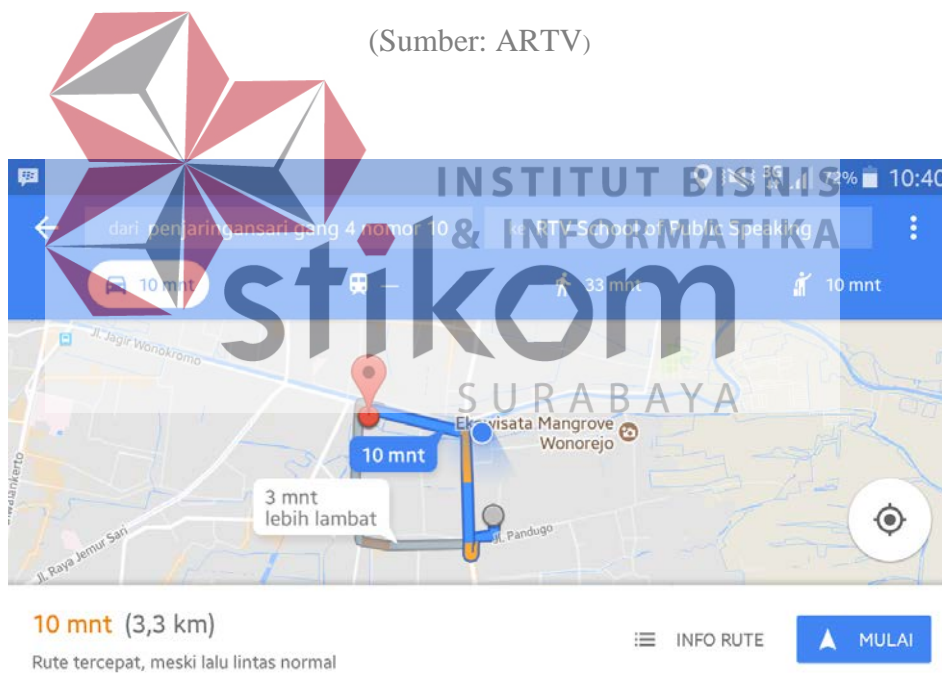 (Sumber: ARTV)
INSTITUT BISNIS
3G 72% 10:40
dari penjaringansari gang 4 nomor 10 ke RTV School of Public Speaking
& INFORMATIKA
10 mnt — 33 mnt 10 mnt
stikom
SURABAYA
Jl. Jagir Wonokromo
Ekowisata Mangrove
Wonorejo
10 mnt
3 mnt
lebih lambat
Jl. Pandugo
Jl. Raya Jemur Sari
10 mnt (3,3 km)
Rute tercepat, meski lalu lintas normal
INFO RUTE
MULAI